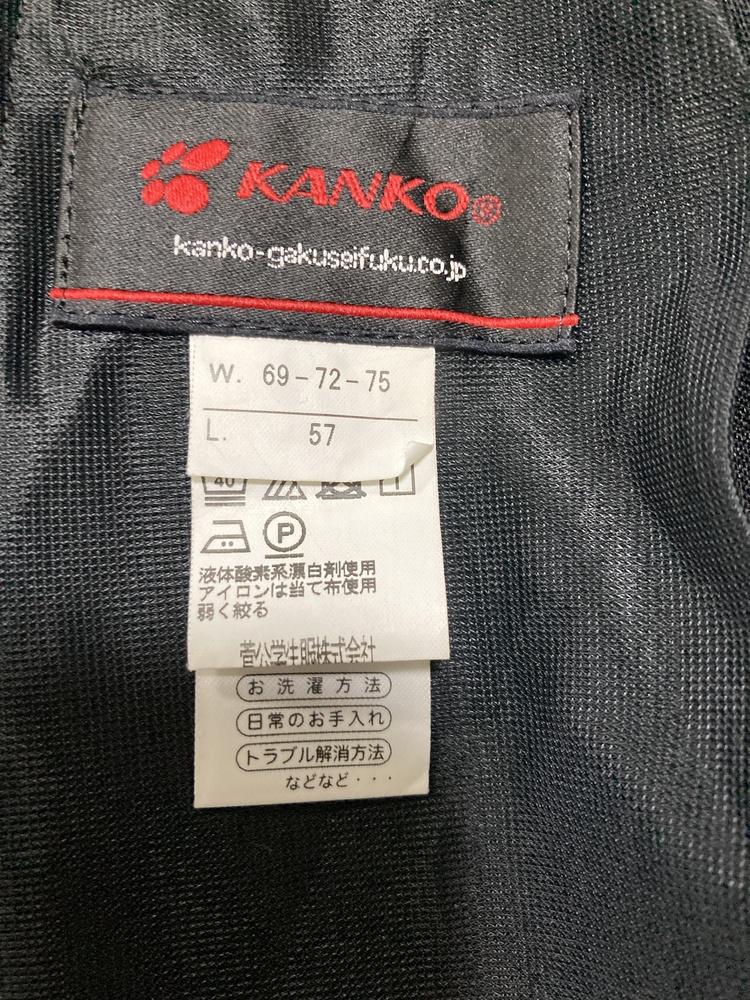 KANKO®
kanko-gakuseifuku.co.jp
W. 69-72-75
L. 57
40
P
液体酸素系漂白剤使用
アイロンは当て布使用
弱く絞る
菅公学生服株式会社
お洗濯方法
日常のお手入れ
トラブル解消方法
などなど・・・